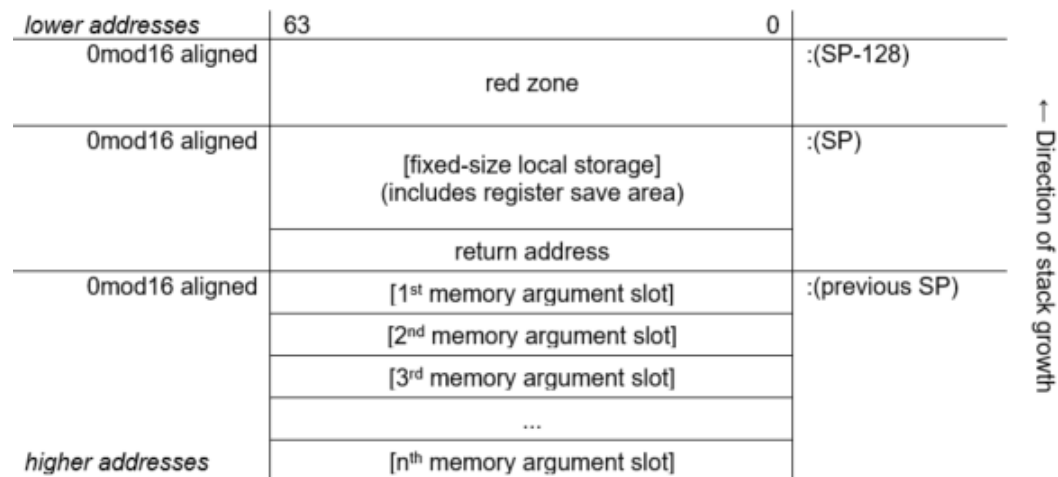 lower addresses 63 0
0mod16 aligned :(SP-128)
red zone
0mod16 aligned :(SP)
[fixed-size local storage]
(includes register save area)
return address
0mod16 aligned [1st memory argument slot] :(previous SP)
[2nd memory argument slot]
[3rd memory argument slot]
...
higher addresses [nth memory argument slot]
← Direction of stack growth